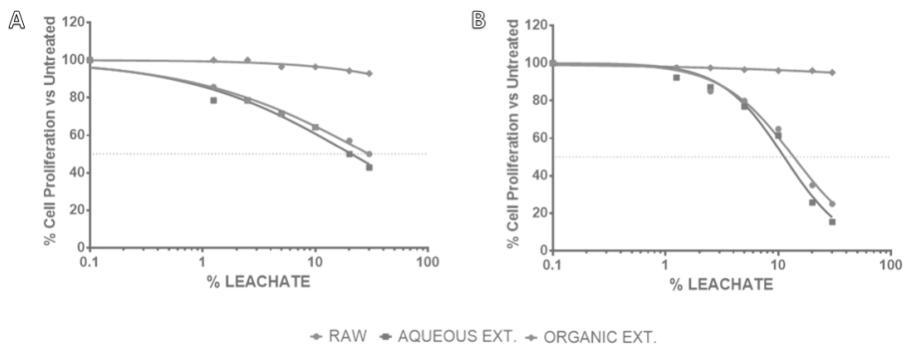 A
% Cell Proliferation vs Untreated
120
100
80
60
40
20
0
0.1 1 10 100
% LEACHATE
B
% Cell Proliferation vs Untreated
120
100
80
60
40
20
0
0.1 1 10 100
% LEACHATE
RAW AQUEOUS EXT. ORGANIC EXT.